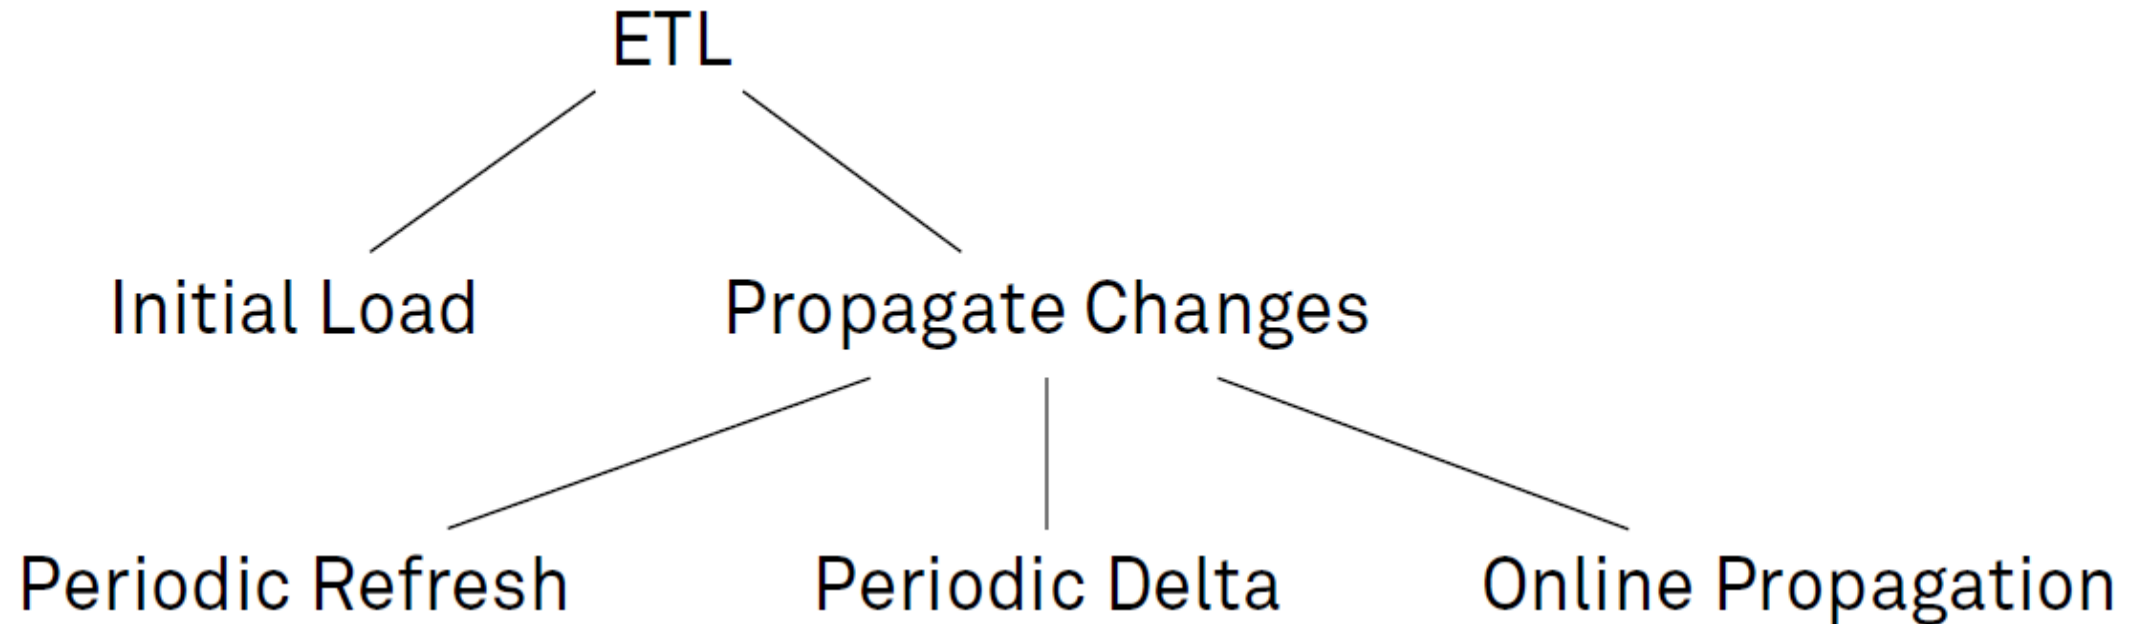 ETL
Initial Load
Propagate Changes
Periodic Refresh
Periodic Delta
Online Propagation